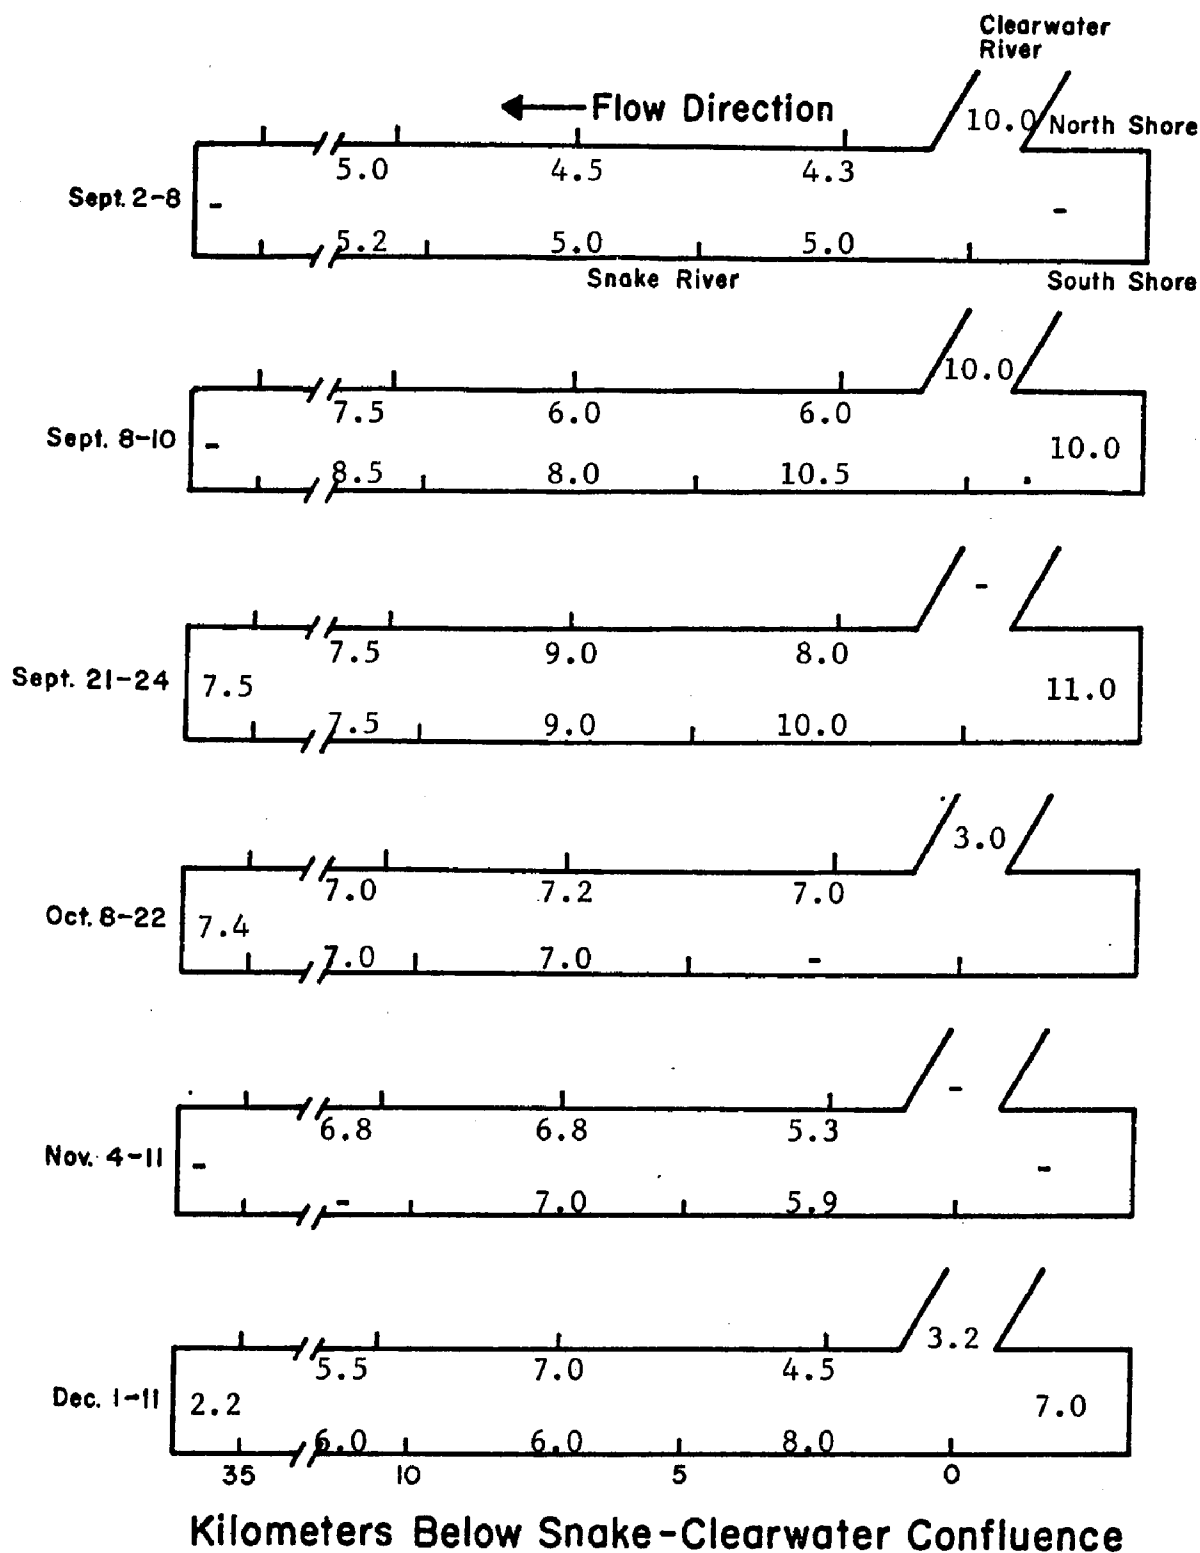 Clearwater
River
← Flow Direction
10.0 North Shore
5.0 4.5 4.3
Sept. 2-8 - -
5.2 5.0 5.0
Snake River South Shore
10.0
7.5 6.0 6.0
Sept. 8-10 - 10.0
8.5 8.0 10.5
-
7.5 9.0 8.0
Sept. 21-24 7.5 11.0
7.5 9.0 10.0
3.0
7.0 7.2 7.0
Oct. 8-22 7.4
7.0 7.0 -
-
6.8 6.8 5.3
Nov. 4-11 - -
- 7.0 5.9
3.2
5.5 7.0 4.5
Dec. 1-11 2.2 7.0
6.0 6.0 8.0
35 10 5 0
Kilometers Below Snake-Clearwater Confluence